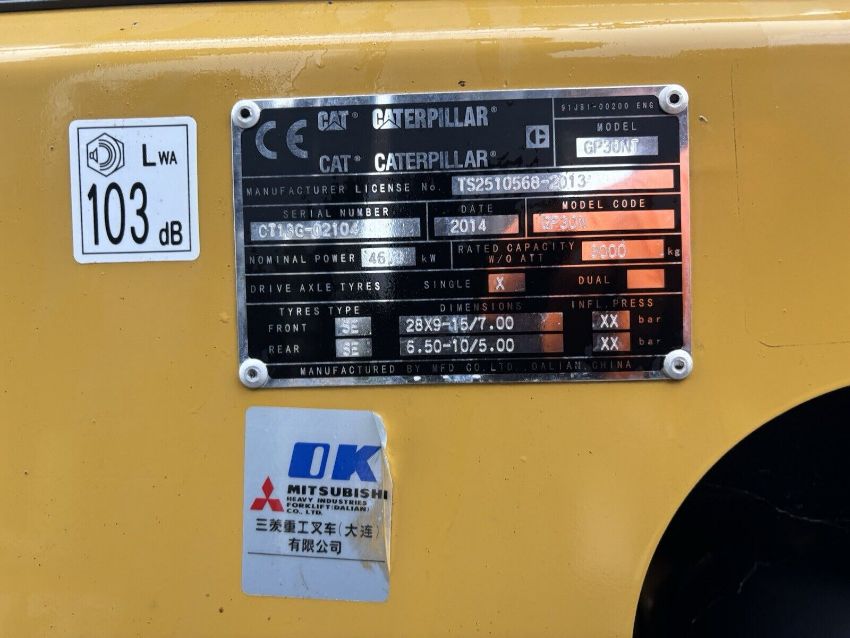 LWA
103 dB
CE CAT® CATERPILLAR®
CAT® CATERPILLAR®
91JB1-00200 ENG
MODEL
GP30NT
MANUFACTURER LICENSE No. TS2510568-2013
SERIAL NUMBER DATE MODEL CODE
2014 GP30N
NOMINAL POWER 46 kW RATED CAPACITY W/O ATT 3000 kg
DRIVE AXLE TYRES SINGLE X DUAL
TYRES TYPE DIMENSIONS INFL.PRESS
FRONT SE 28X9-15/7.00 XX bar
REAR SE 6.50-10/5.00 XX bar
MANUFACTURED BY MFD CO.LTD.,DALIAN,CHINA
OK
MITSUBISHI
HEAVY INDUSTRIES
FORKLIFT(DALIAN)
CO., LTD.
三菱重工叉车(大连)
有限公司